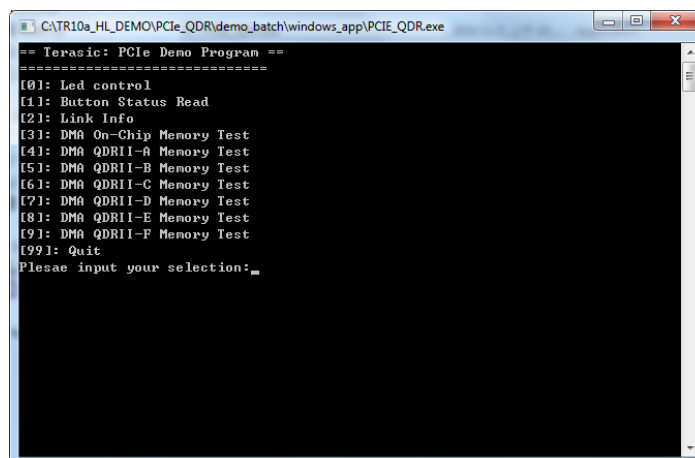 C:\TR10a_HL_DEMO\PCIe_QDR\demo_batch\windows_app\PCIE_QDR.exe
== Terasic: PCIe Demo Program ==
==============================
[0]: Led control
[1]: Button Status Read
[2]: Link Info
[3]: DMA On-Chip Memory Test
[4]: DMA QDRII-A Memory Test
[5]: DMA QDRII-B Memory Test
[6]: DMA QDRII-C Memory Test
[7]: DMA QDRII-D Memory Test
[8]: DMA QDRII-E Memory Test
[9]: DMA QDRII-F Memory Test
[99]: Quit
Plesae input your selection:_